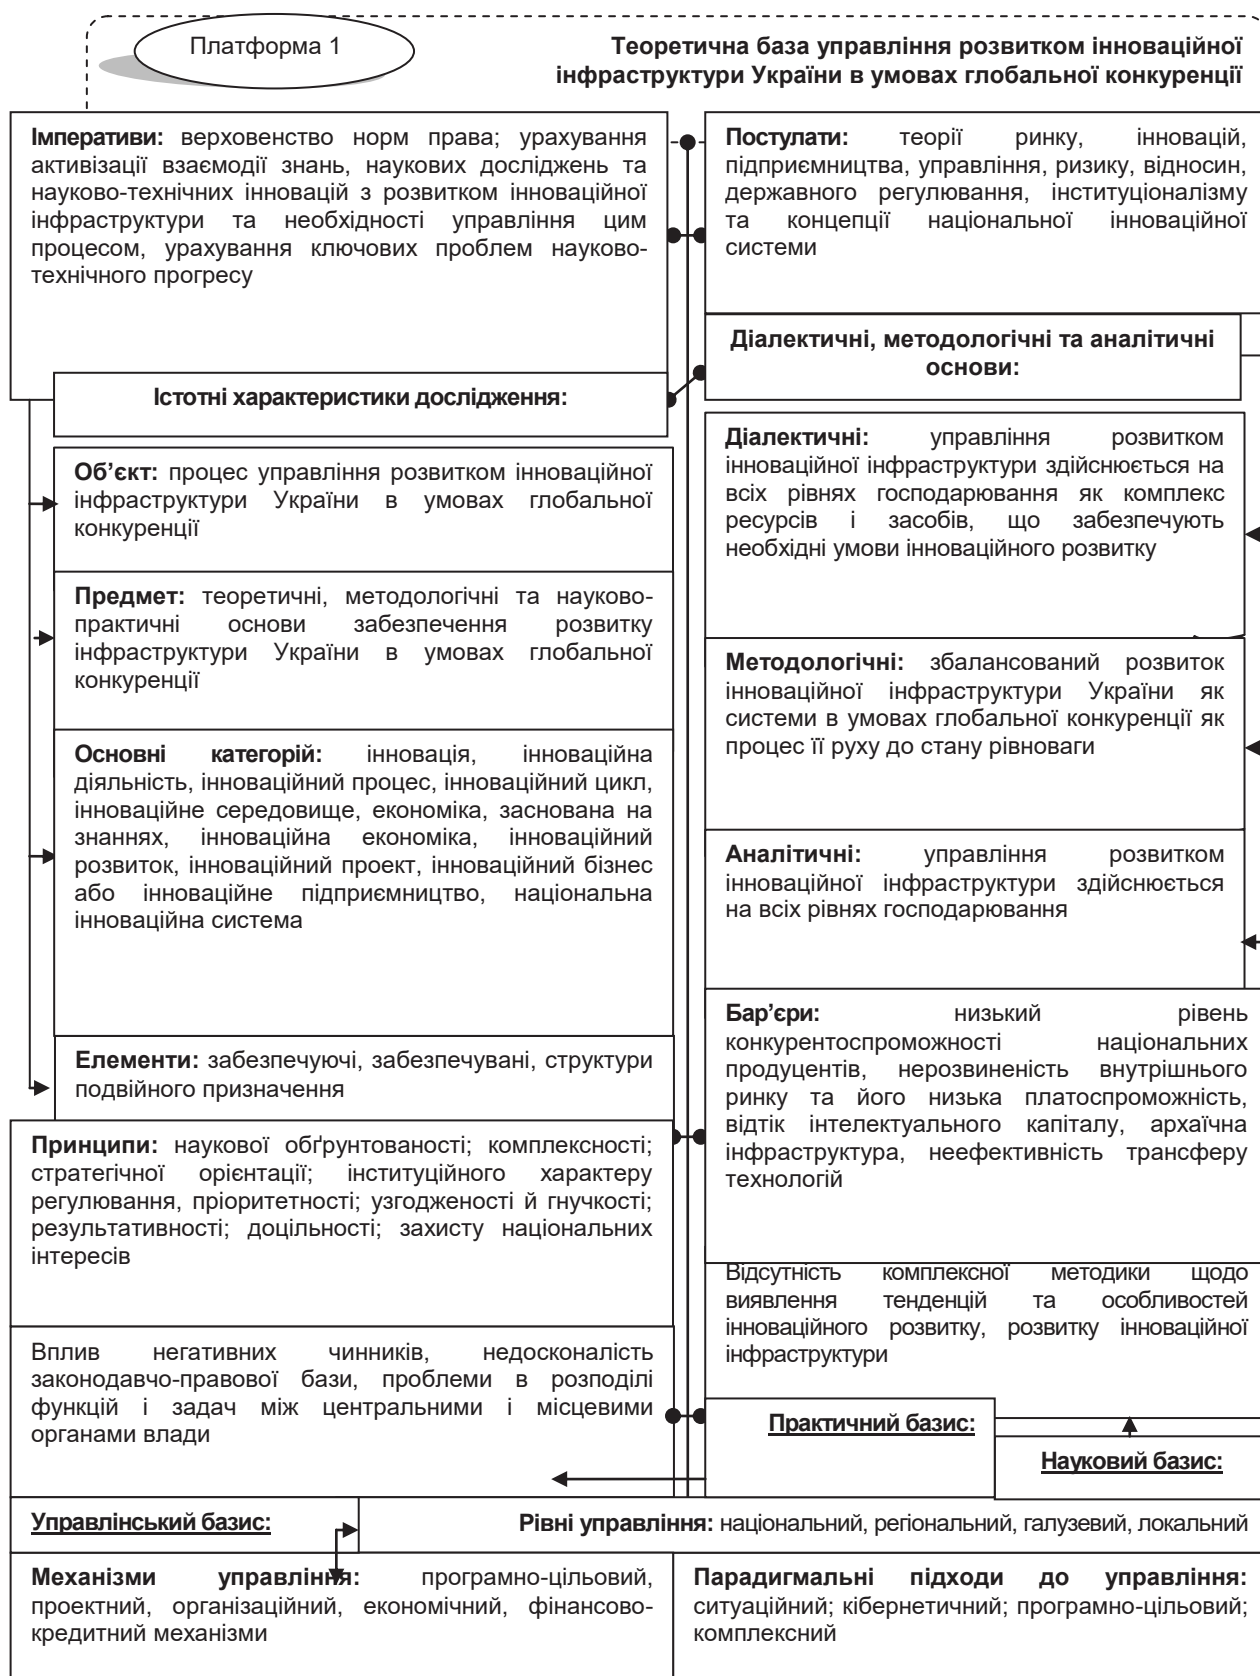 Платформа 1
Теоретична база управління розвитком інноваційної
інфраструктури України в умовах глобальної конкуренції
Імперативи: верховенство норм права; урахування
активізації взаємодії знань, наукових досліджень та
науково-технічних інновацій з розвитком інноваційної
інфраструктури та необхідності управління цим
процесом, урахування ключових проблем науково-
технічного прогресу
Постулати: теорії ринку, інновацій,
підприємництва, управління, ризику, відносин,
державного регулювання, інституціоналізму
та концепції національної інноваційної
системи
Істотні характеристики дослідження:
Діалектичні, методологічні та аналітичні
основи:
Об’єкт: процес управління розвитком інноваційної
інфраструктури України в умовах глобальної
конкуренції
Предмет: теоретичні, методологічні та науково-
практичні основи забезпечення розвитку
інфраструктури України в умовах глобальної
конкуренції
Основні категорій: інновація, інноваційна
діяльність, інноваційний процес, інноваційний цикл,
інноваційне середовище, економіка, заснована на
знаннях, інноваційна економіка, інноваційний
розвиток, інноваційний проект, інноваційний бізнес
або інноваційне підприємництво, національна
інноваційна система
Елементи: забезпечуючі, забезпечувані, структури
подвійного призначення
Діалектичні: управління розвитком
інноваційної інфраструктури здійснюється на
всіх рівнях господарювання як комплекс
ресурсів і засобів, що забезпечують
необхідні умови інноваційного розвитку
Методологічні: збалансований розвиток
інноваційної інфраструктури України як
системи в умовах глобальної конкуренції як
процес її руху до стану рівноваги
Аналітичні: управління розвитком
інноваційної інфраструктури здійснюється
на всіх рівнях господарювання
Принципи: наукової обґрунтованості; комплексності;
стратегічної орієнтації; інституційного характеру
регулювання, пріоритетності; узгодженості й гнучкості;
результативності; доцільності; захисту національних
інтересів
Бар’єри: низький рівень
конкурентоспроможності національних
продуцентів, нерозвиненість внутрішнього
ринку та його низька платоспроможність,
відтік інтелектуального капіталу, архаїчна
інфраструктура, неефективність трансферу
технологій
Вплив негативних чинників, недосконалість
законодавчо-правової бази, проблеми в розподілі
функцій і задач між центральними і місцевими
органами влади
Відсутність комплексної методики щодо
виявлення тенденцій та особливостей
інноваційного розвитку, розвитку інноваційної
інфраструктури
Практичний базис:
Науковий базис:
Управлінський базис:
Рівні управління: національний, регіональний, галузевий, локальний
Механізми управління: програмно-цільовий,
проектний, організаційний, економічний, фінансово-
кредитний механізми
Парадигмальні підходи до управління:
ситуаційний; кібернетичний; програмно-цільовий;
комплексний